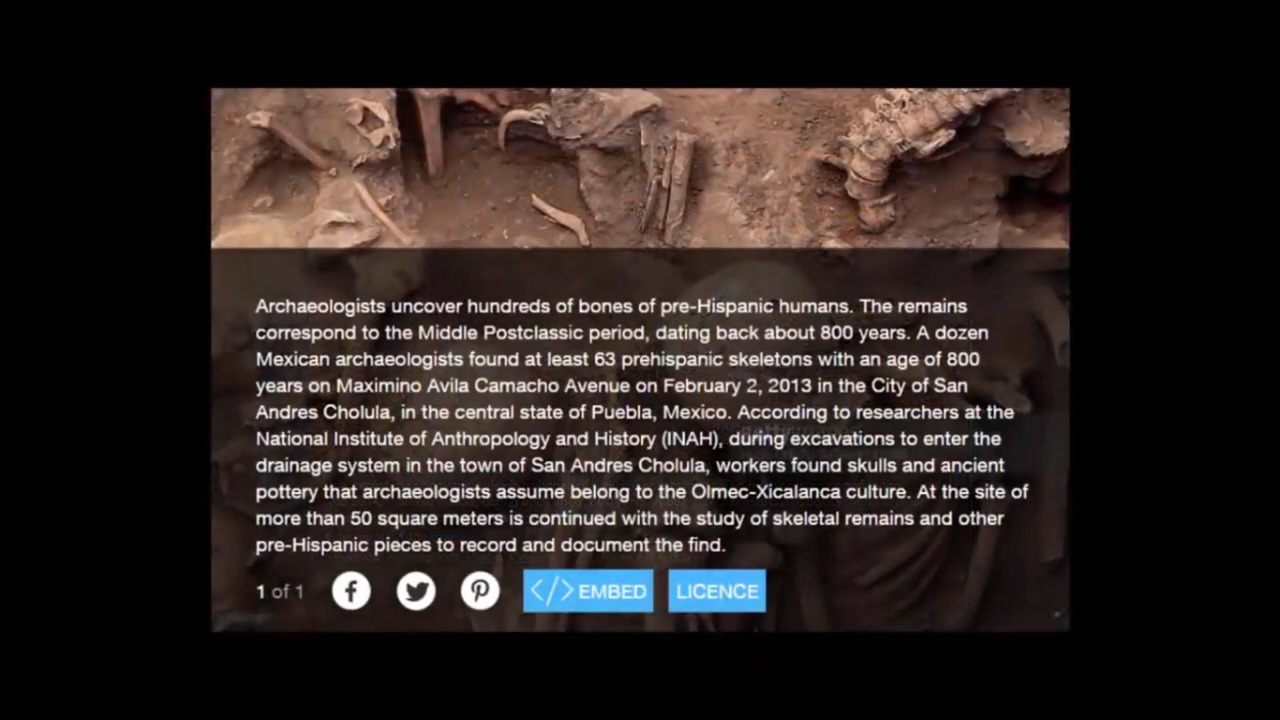 Archaeologists uncover hundreds of bones of pre-Hispanic humans. The remains
correspond to the Middle Postclassic period, dating back about 800 years. A dozen
Mexican archaeologists found at least 63 prehispanic skeletons with an age of 800
years on Maximino Avila Camacho Avenue on February 2, 2013 in the City of San
Andres Cholula, in the central state of Puebla, Mexico. According to researchers at the
National Institute of Anthropology and History (INAH), during excavations to enter the
drainage system in the town of San Andres Cholula, workers found skulls and ancient
pottery that archaeologists assume belong to the Olmec-Xicalanca culture. At the site of
more than 50 square meters is continued with the study of skeletal remains and other
pre-Hispanic pieces to record and document the find.
1 of 1 </> EMBED LICENCE